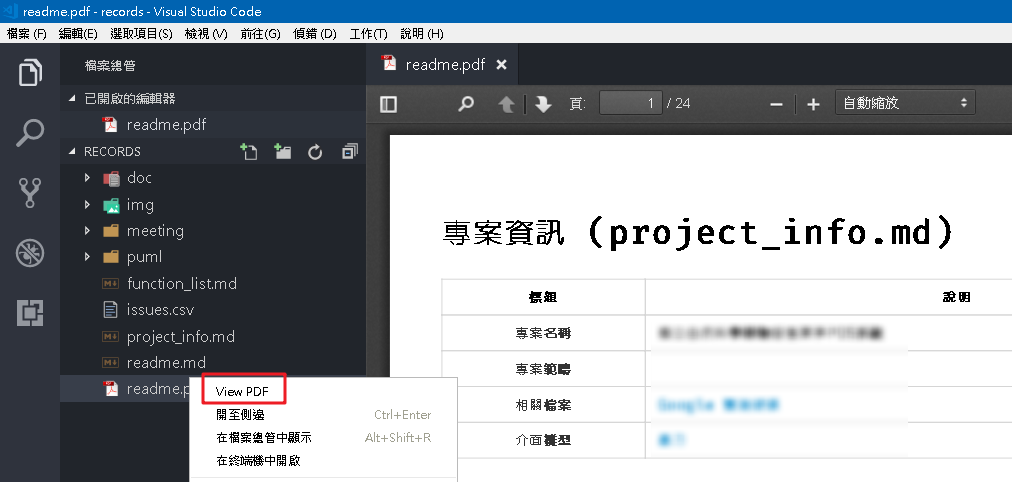 readme.pdf - records - Visual Studio Code
檔案 (F) 編輯(E) 選取項目(S) 檢視 (V) 前往(G) 偵錯 (D) 工作(T) 說明 (H)
檔案總管
readme.pdf
已開啟的編輯器
readme.pdf
頁:
1 / 24
自動縮放
RECORDS
doc
img
meeting
puml
function_list.md
issues.csv
project_info.md
readme.md
View PDF
開至側邊 Ctrl+Enter
在檔案總管中顯示 Alt+Shift+R
在終端機中開啟
專案資訊 (project_info.md)
標題 說明
專案名稱
專案範疇
相關檔案
介面雛型